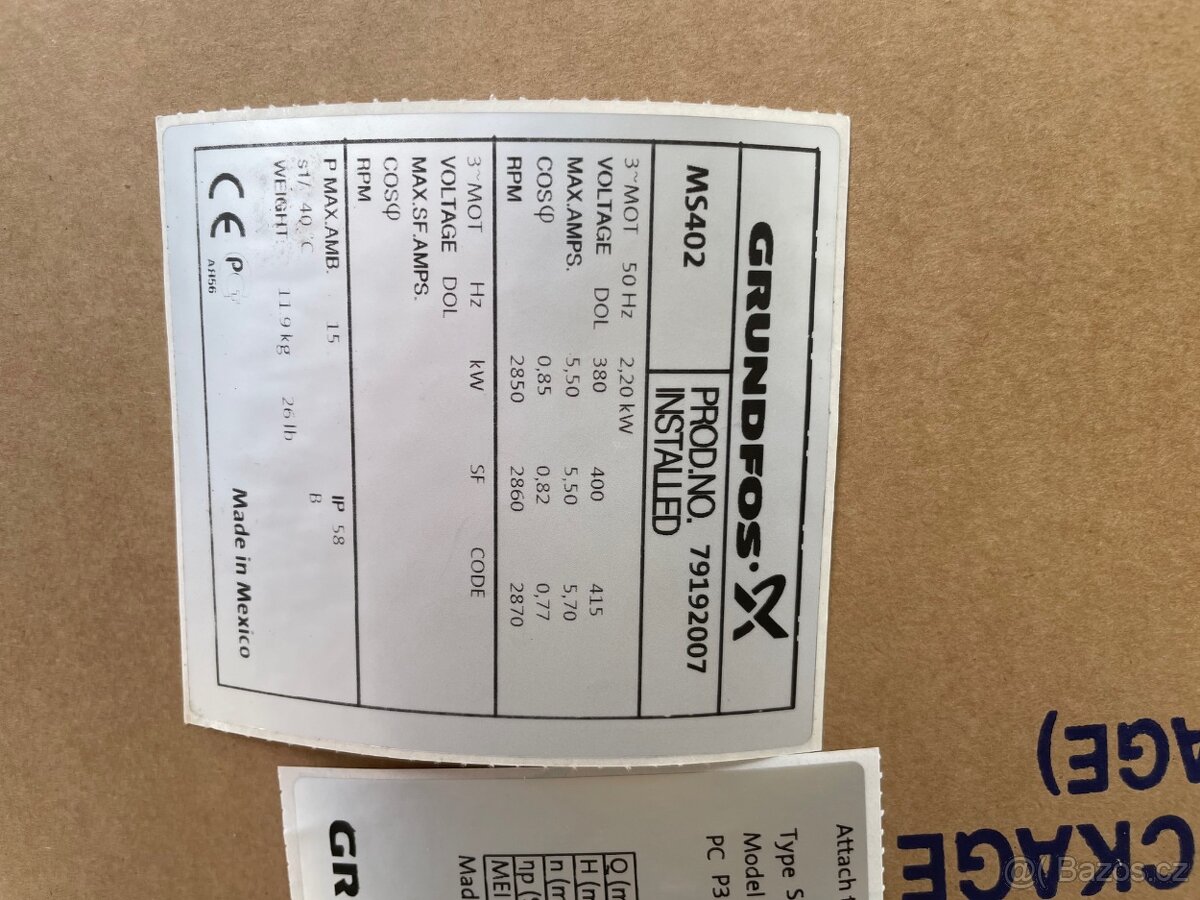 GRUNDFOS
MS402
PROD.NO. 79192007
INSTALLED
3~MOT 50 Hz 2,20 kW
VOLTAGE DOL 380 400 415
MAX.AMPS. 5,50 5,50 5,70
COSφ 0,85 0,82 0,77
RPM 2850 2860 2870
3~MOT Hz kW SF CODE
VOLTAGE DOL
MAX.SF.AMPS.
COSφ
RPM
P MAX.AMB. 15 IP 58
S1/ 40 °C B
WEIGHT: 11.9 kg 26 lb
CE
Made in Mexico
Attach t
Type S
Model
PC P3
Q (m
H (m
n (m
ηp (
MEI
Mad
GR
CKAGE
AGE)
Bazos.cz